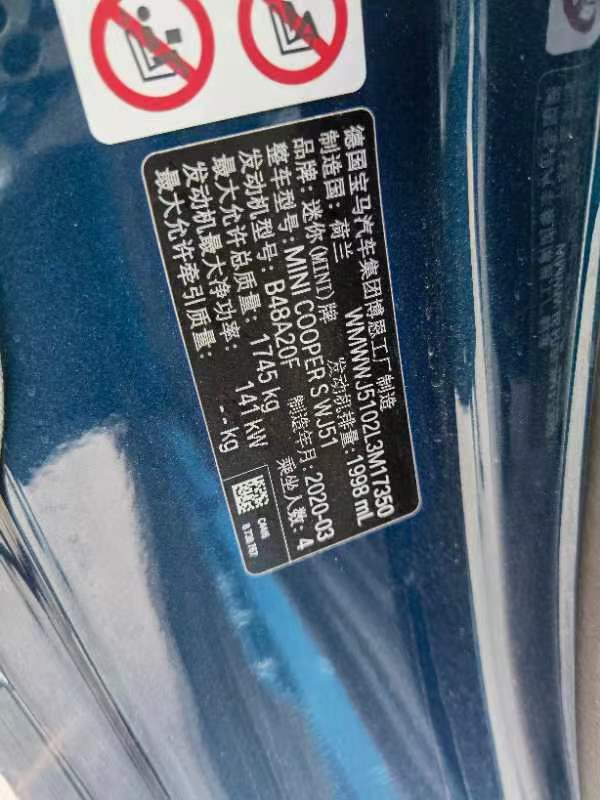 德国宝马汽车集团博恩工厂制造
制造国：荷兰 WMWWJ5102L3M17350
品牌：迷你(MINI)牌 发动机排量：1998 mL
整车型号：MINI COOPER S WJ51
发动机型号：B48A20F 制造年月：2020-03
最大允许总质量：1745 kg 乘坐人数：4
发动机最大净功率：141 kW
最大允许牵引质量：-- kg